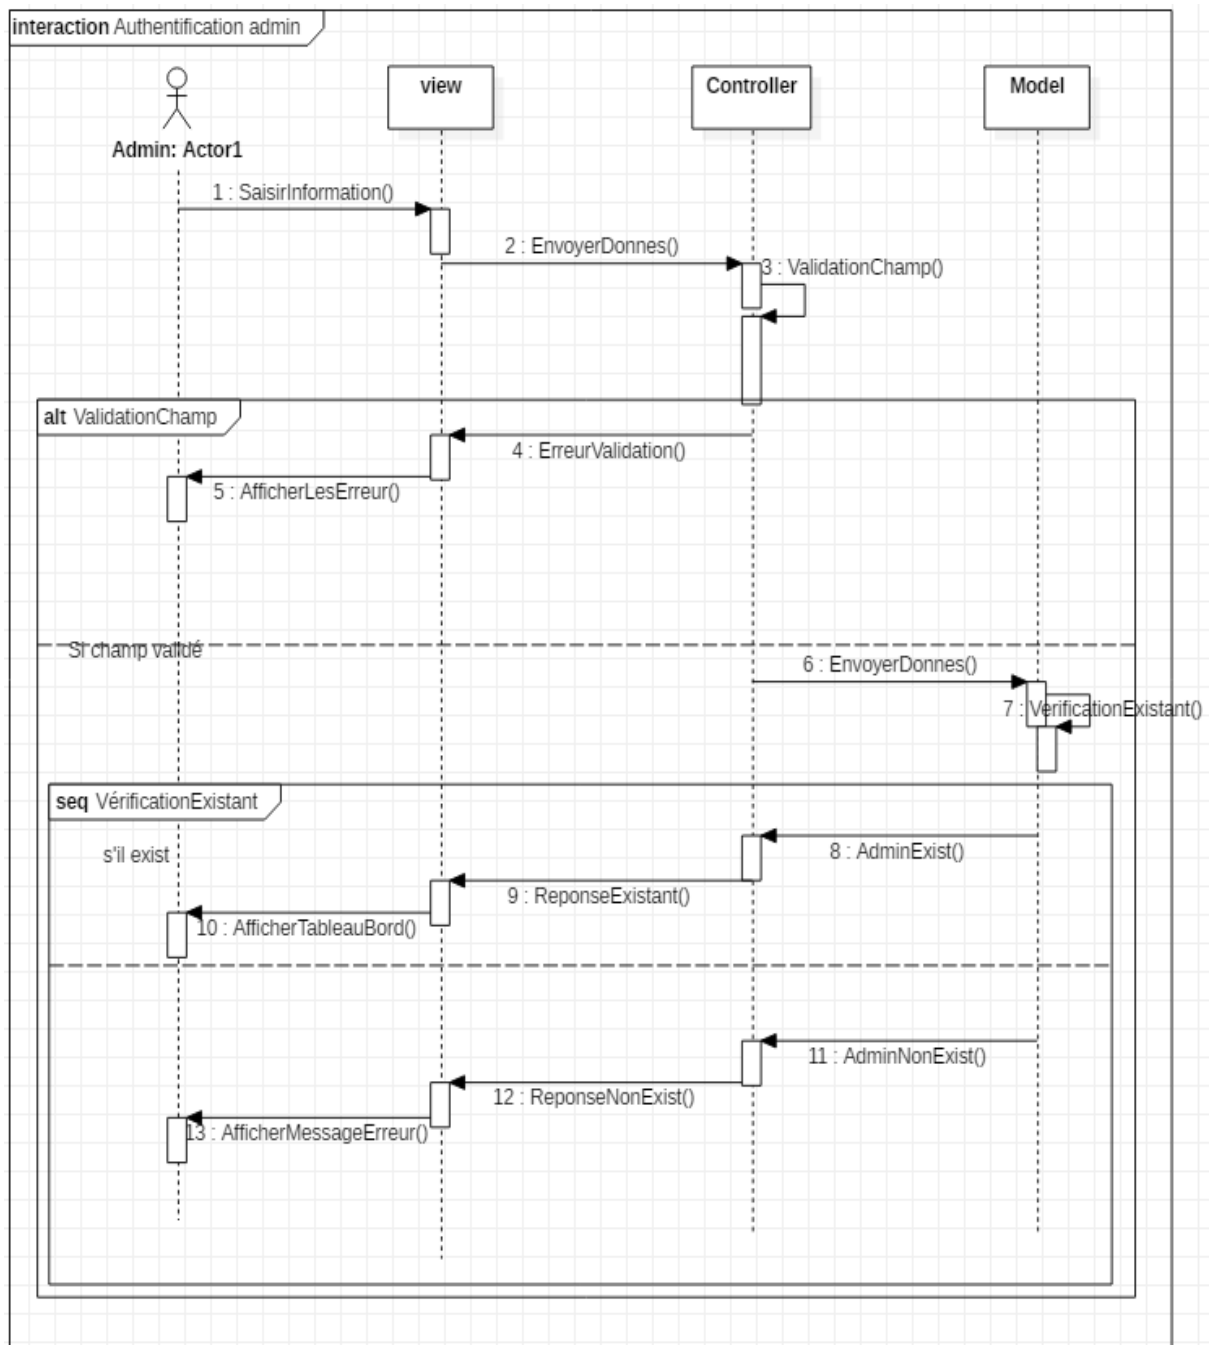 interaction Authentification admin
view
Controller
Model
Admin: Actor1
1 : SaisirInformation()
2 : EnvoyerDonnes()
3 : ValidationChamp()
alt ValidationChamp
4 : ErreurValidation()
5 : AfficherLesErreur()
Si champ validé
6 : EnvoyerDonnes()
7 : VerificationExistant()
seq VérificationExistant
s'il exist
8 : AdminExist()
9 : ReponseExistant()
10 : AfficherTableauBord()
11 : AdminNonExist()
12 : ReponseNonExist()
13 : AfficherMessageErreur()